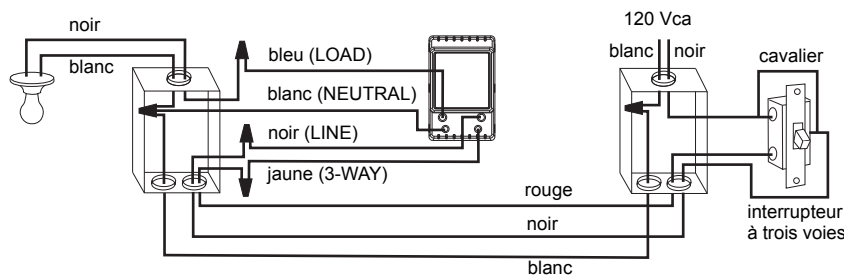 noir
blanc
bleu (LOAD)
blanc (NEUTRAL)
noir (LINE)
jaune (3-WAY)
120 Vca
blanc
noir
cavalier
rouge
noir
blanc
interrupteur
à trois voies